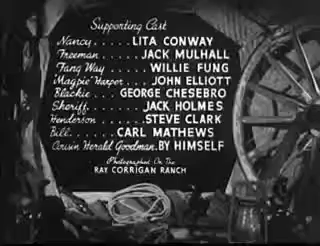 Supporting Cast
Nancy.....LITA CONWAY
Freeman.....JACK MULHALL
Fang Way.....WILLIE FUNG
"Magpie" Harper...JOHN ELLIOTT
Blackie....GEORGE CHESEBRO
Sheriff........JACK HOLMES
Henderson......STEVE CLARK
Bill......CARL MATHEWS
Cousin Herald Goodman.BY HIMSELF
Photographed On The
RAY CORRIGAN RANCH